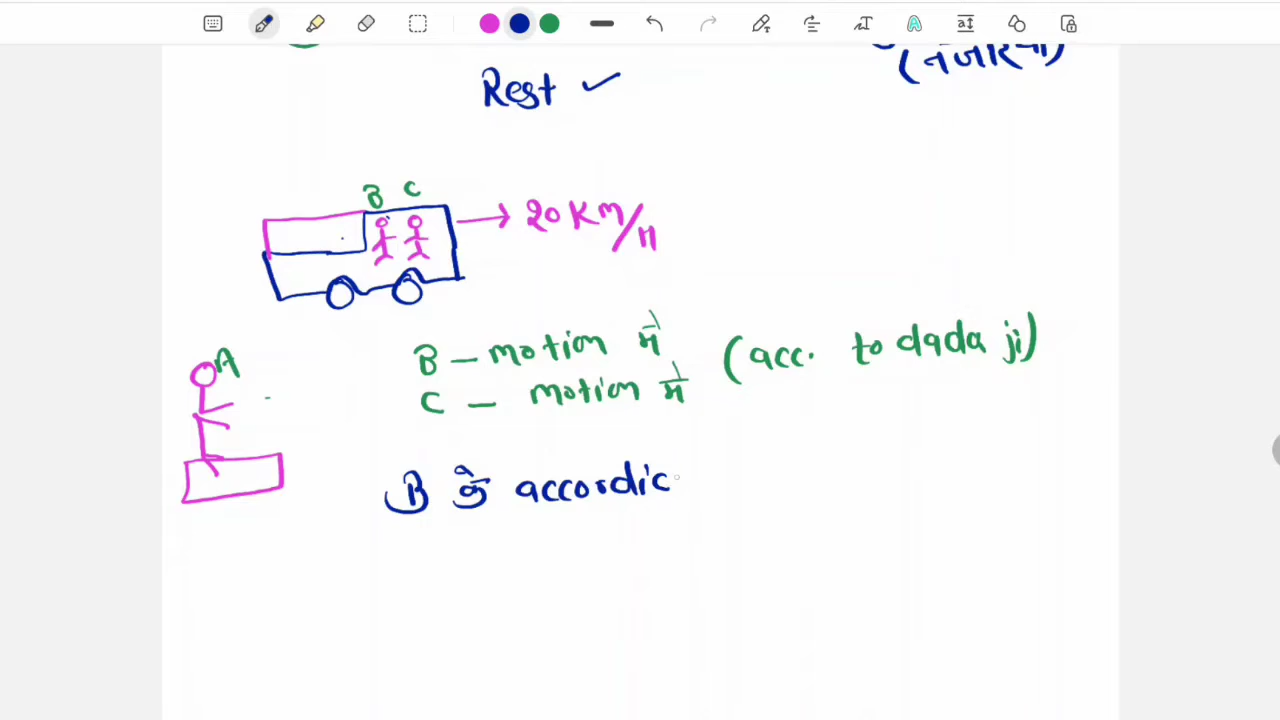 Rest ✓
B C
20 KM/H
A
B – motion में (acc. to dada ji)
C – motion में
B के accordic